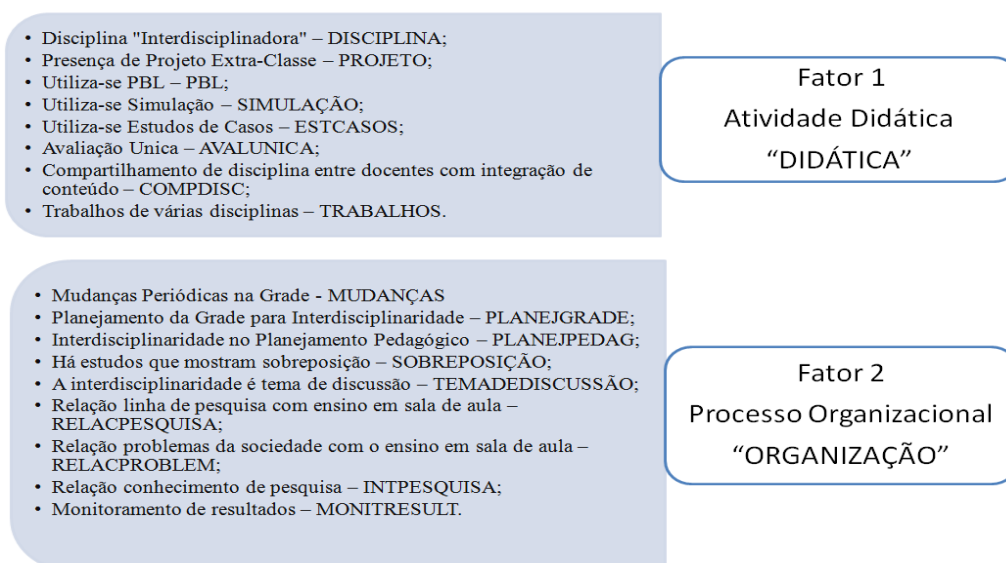 • Disciplina "Interdisciplinadora" – DISCIPLINA;
• Presença de Projeto Extra-Classe – PROJETO;
• Utiliza-se PBL – PBL;
• Utiliza-se Simulação – SIMULAÇÃO;
• Utiliza-se Estudos de Casos – ESTCASOS;
• Avaliação Unica – AVALUNICA;
• Compartilhamento de disciplina entre docentes com integração de
conteúdo – COMPDISC;
• Trabalhos de várias disciplinas – TRABALHOS.
Fator 1
Atividade Didática
“DIDÁTICA”
• Mudanças Periódicas na Grade - MUDANÇAS
• Planejamento da Grade para Interdisciplinaridade – PLANEJGRADE;
• Interdisciplinaridade no Planejamento Pedagógico – PLANEJPEDAG;
• Há estudos que mostram sobreposição – SOBREPOSIÇÃO;
• A interdisciplinaridade é tema de discussão – TEMADEDISCUSSÃO;
• Relação linha de pesquisa com ensino em sala de aula –
RELACPESQUISA;
• Relação problemas da sociedade com o ensino em sala de aula –
RELACPROBLEM;
• Relação conhecimento de pesquisa – INTPESQUISA;
• Monitoramento de resultados – MONITRESULT.
Fator 2
Processo Organizacional
“ORGANIZAÇÃO”